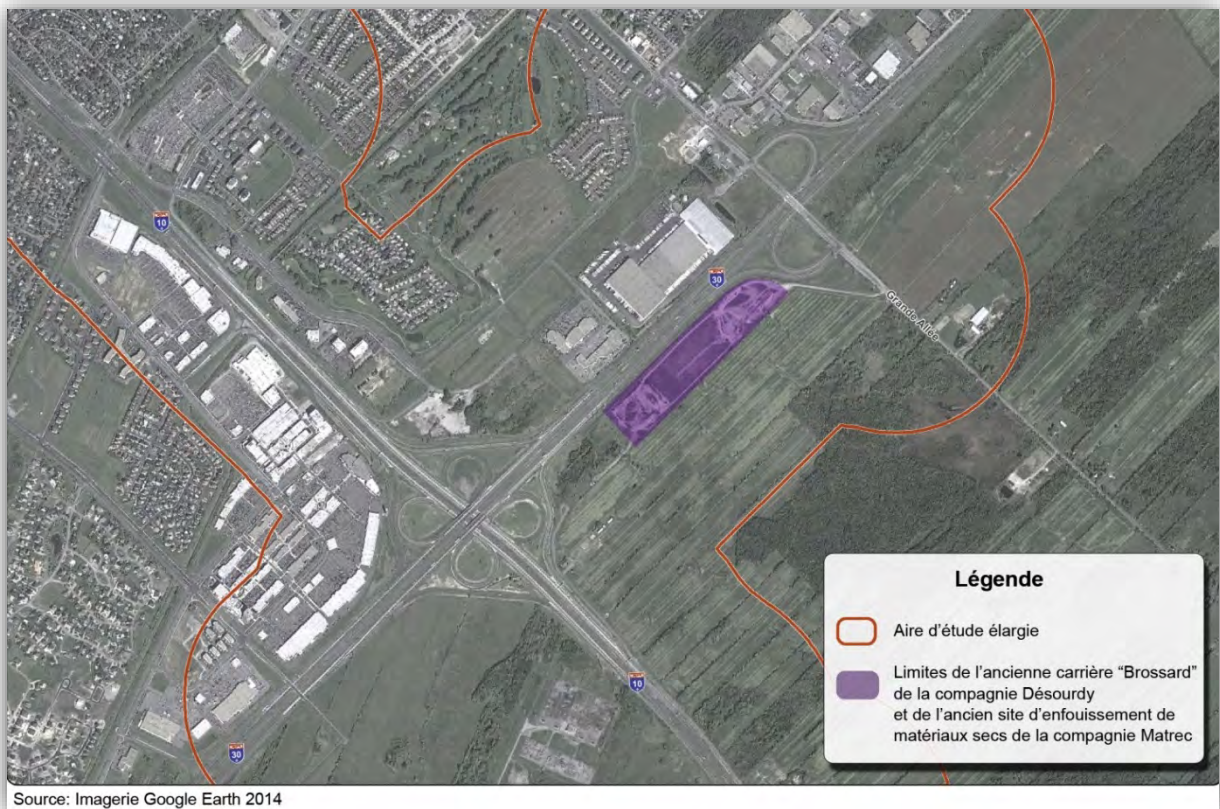 10
30
Grande-Allée
10
30
Légende
Aire d'étude élargie
Limites de l'ancienne carrière “Brossard”
de la compagnie Désourdy
et de l'ancien site d'enfouissement de
matériaux secs de la compagnie Matrec
Source: Imagerie Google Earth 2014